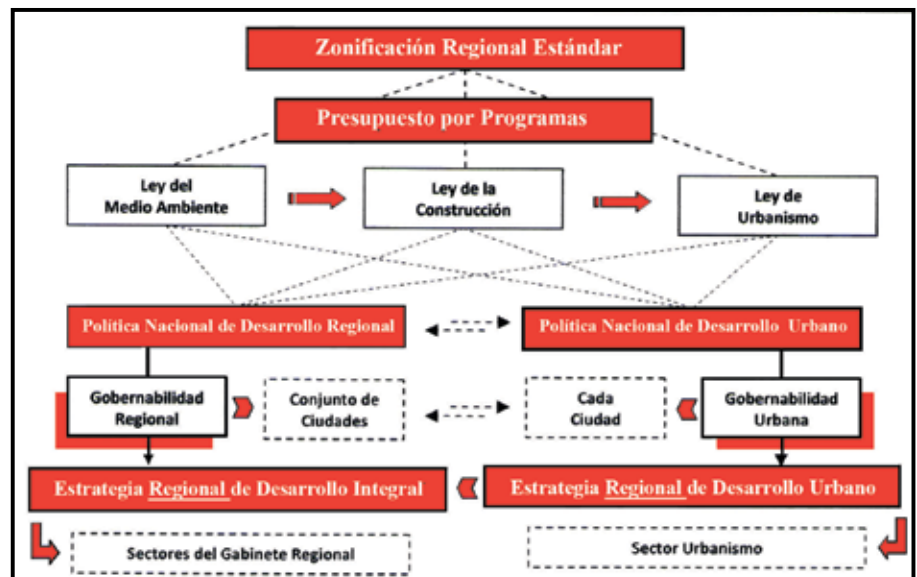 Zonificación Regional Estándar
Presupuesto por Programas
Ley del
Medio Ambiente
Ley de la
Construcción
Ley de
Urbanismo
Política Nacional de Desarrollo Regional
Política Nacional de Desarrollo Urbano
Gobernabilidad
Regional
Conjunto de
Ciudades
Cada
Ciudad
Gobernabilidad
Urbana
Estrategia Regional de Desarrollo Integral
Estrategia Regional de Desarrollo Urbano
Sectores del Gabinete Regional
Sector Urbanismo